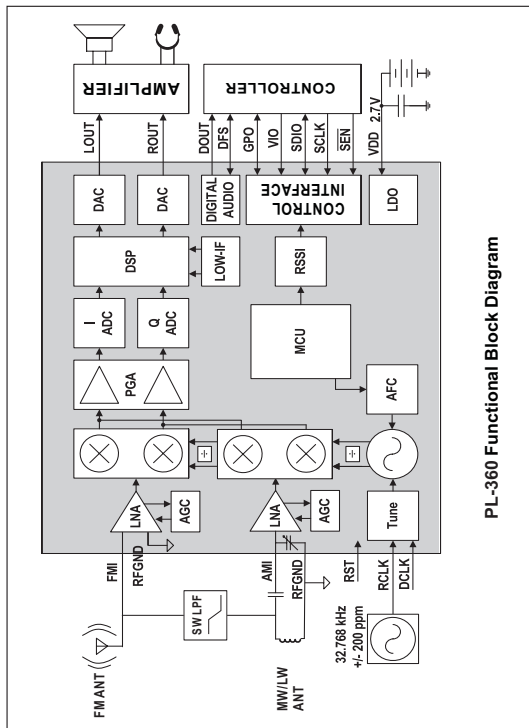 FM ANT
SW LPF
MW/LW
ANT
32.768 kHz
+/- 200 ppm
FMI
RFGND
AMI
RFGND
RST
RCLK
DCLK
LNA
AGC
LNA
AGC
Tune
÷
÷
AFC
PGA
I
ADC
Q
ADC
MCU
DSP
LOW-IF
RSSI
DAC
DAC
DIGITAL
AUDIO
CONTROL
INTERFACE
LDO
LOUT
ROUT
DOUT
DFS
GPO
VIO
SDIO
SCLK
SEN
VDD
2.7 V
AMPLIFIER
CONTROLLER
PL-360 Functional Block Diagram